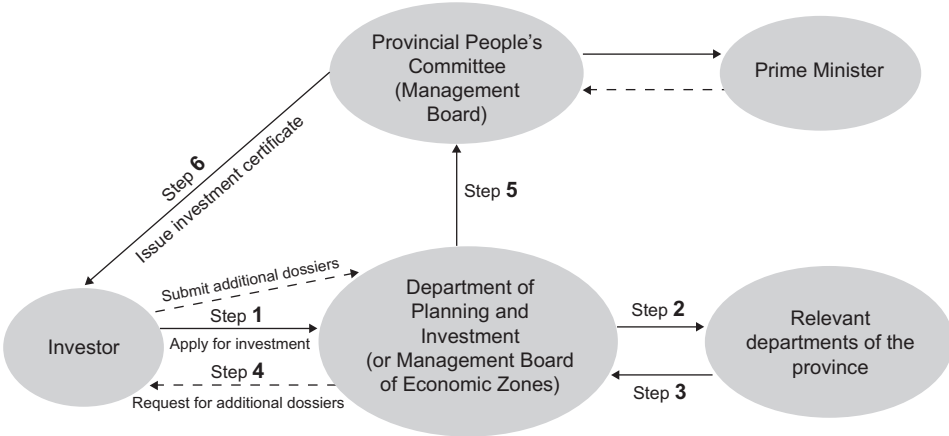 Provincial People's
Committee
(Management
Board)
Prime Minister
Step 6
Issue investment certificate
Step 5
Submit additional dossiers
Step 1
Apply for investment
Step 4
Request for additional dossiers
Investor
Department of
Planning and
Investment
(or Management Board
of Economic Zones)
Step 2
Step 3
Relevant
departments of the
province